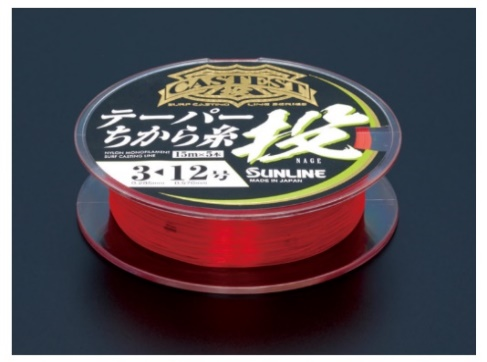 CASTEST
SURF CASTING LINE SERIES
テーパー
ちから糸
投
NAGE
NYLON MONOFILAMENT
SURF CASTING LINE
15m×5本
3◀12号
SUNLINE
MADE IN JAPAN